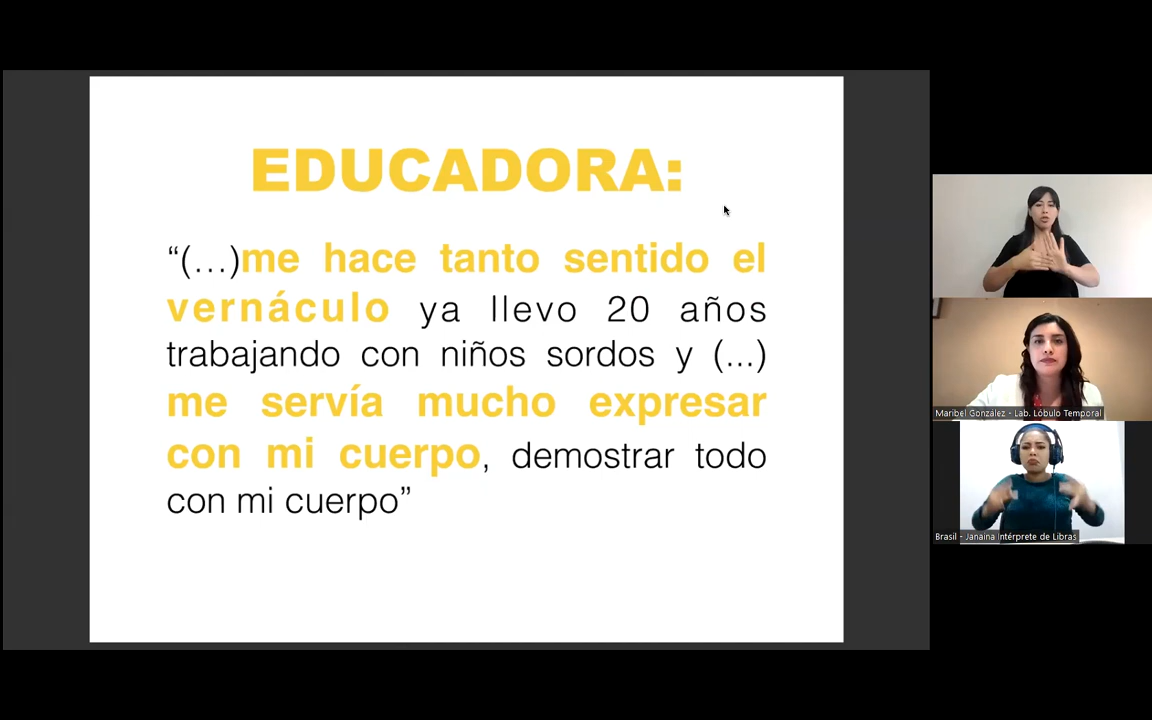 EDUCADORA:
“(…)me hace tanto sentido el
vernáculo ya llevo 20 años
trabajando con niños sordos y (...)
me servía mucho expresar
con mi cuerpo, demostrar todo
con mi cuerpo”
Maribel González - Lab. Lóbulo Temporal
Brasil - Janaina Intérprete de Libras